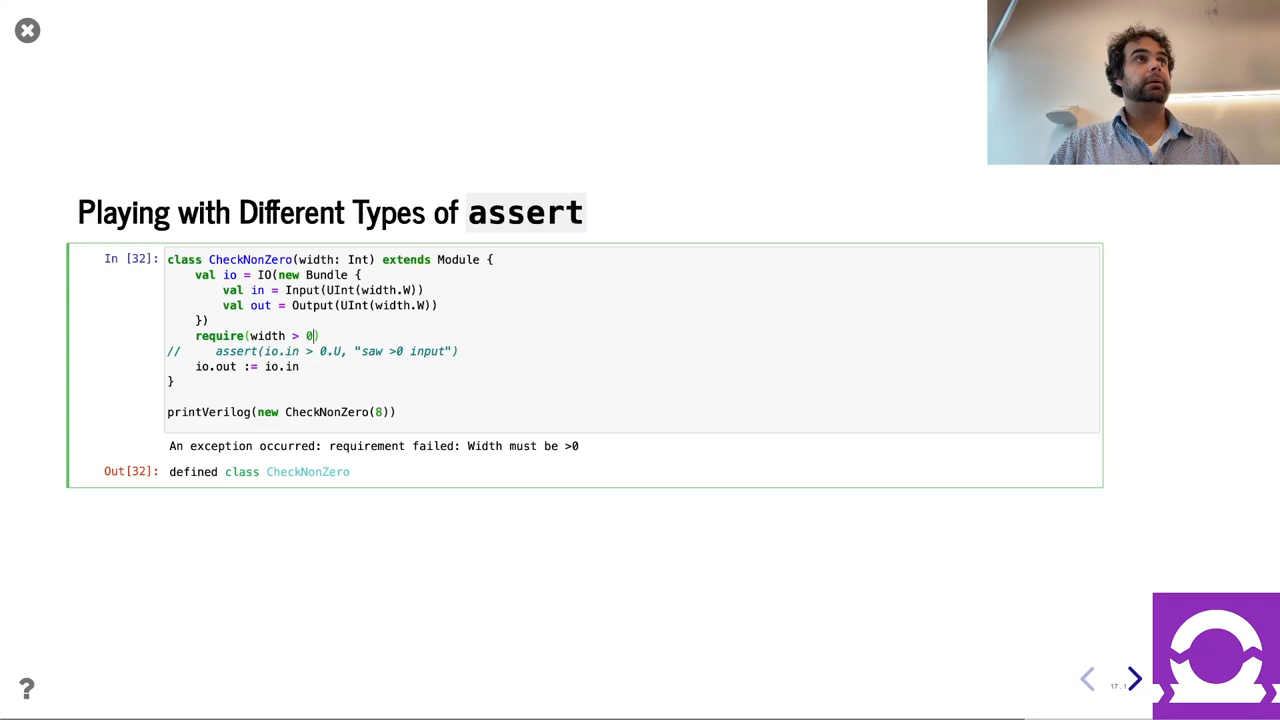 Playing with Different Types of assert
In [32]:
class CheckNonZero(width: Int) extends Module {
    val io = IO(new Bundle {
        val in = Input(UInt(width.W))
        val out = Output(UInt(width.W))
    })
    require(width > 0)
//     assert(io.in > 0.U, "saw >0 input")
    io.out := io.in
}
printVerilog(new CheckNonZero(8))
An exception occurred: requirement failed: Width must be >0
Out[32]: defined class CheckNonZero
?
17.1